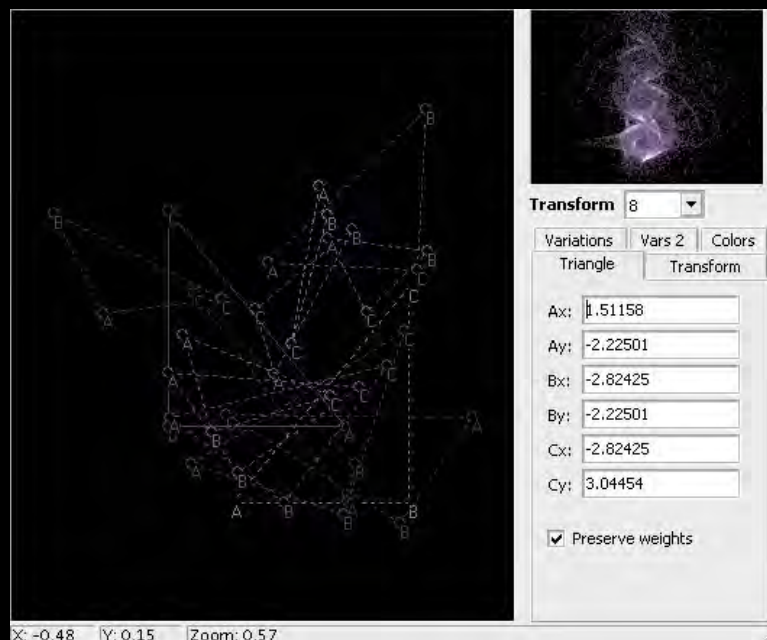 Transform 8
Variations Vars 2 Colors
Triangle Transform
Ax: 1.51158
Ay: -2.22501
Bx: -2.82425
By: -2.22501
Cx: -2.82425
Cy: 3.04454
Preserve weights
X: -0.48 Y: 0.15 Zoom: 0.57
B
C
B
C
A
B
B
A
B
A
C
C
D
A
C
C
C
C
C
A
A
C
C
C
A
A
A
B
A
B
A
B
B
A
B
B